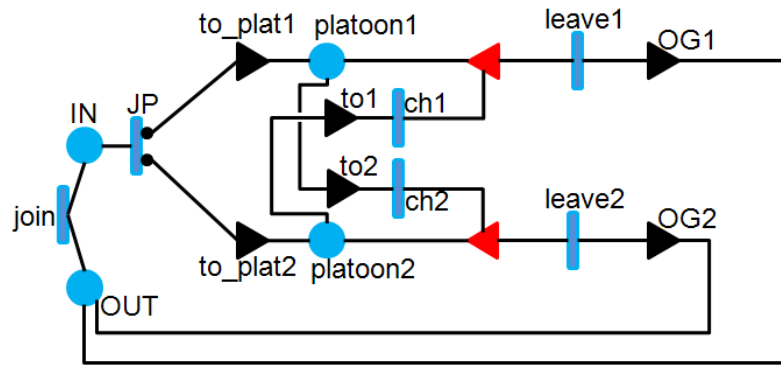 to_plat1
platoon1
leave1
OG1
IN
JP
to1
ch1
to2
ch2
join
leave2
OG2
to_plat2
platoon2
OUT